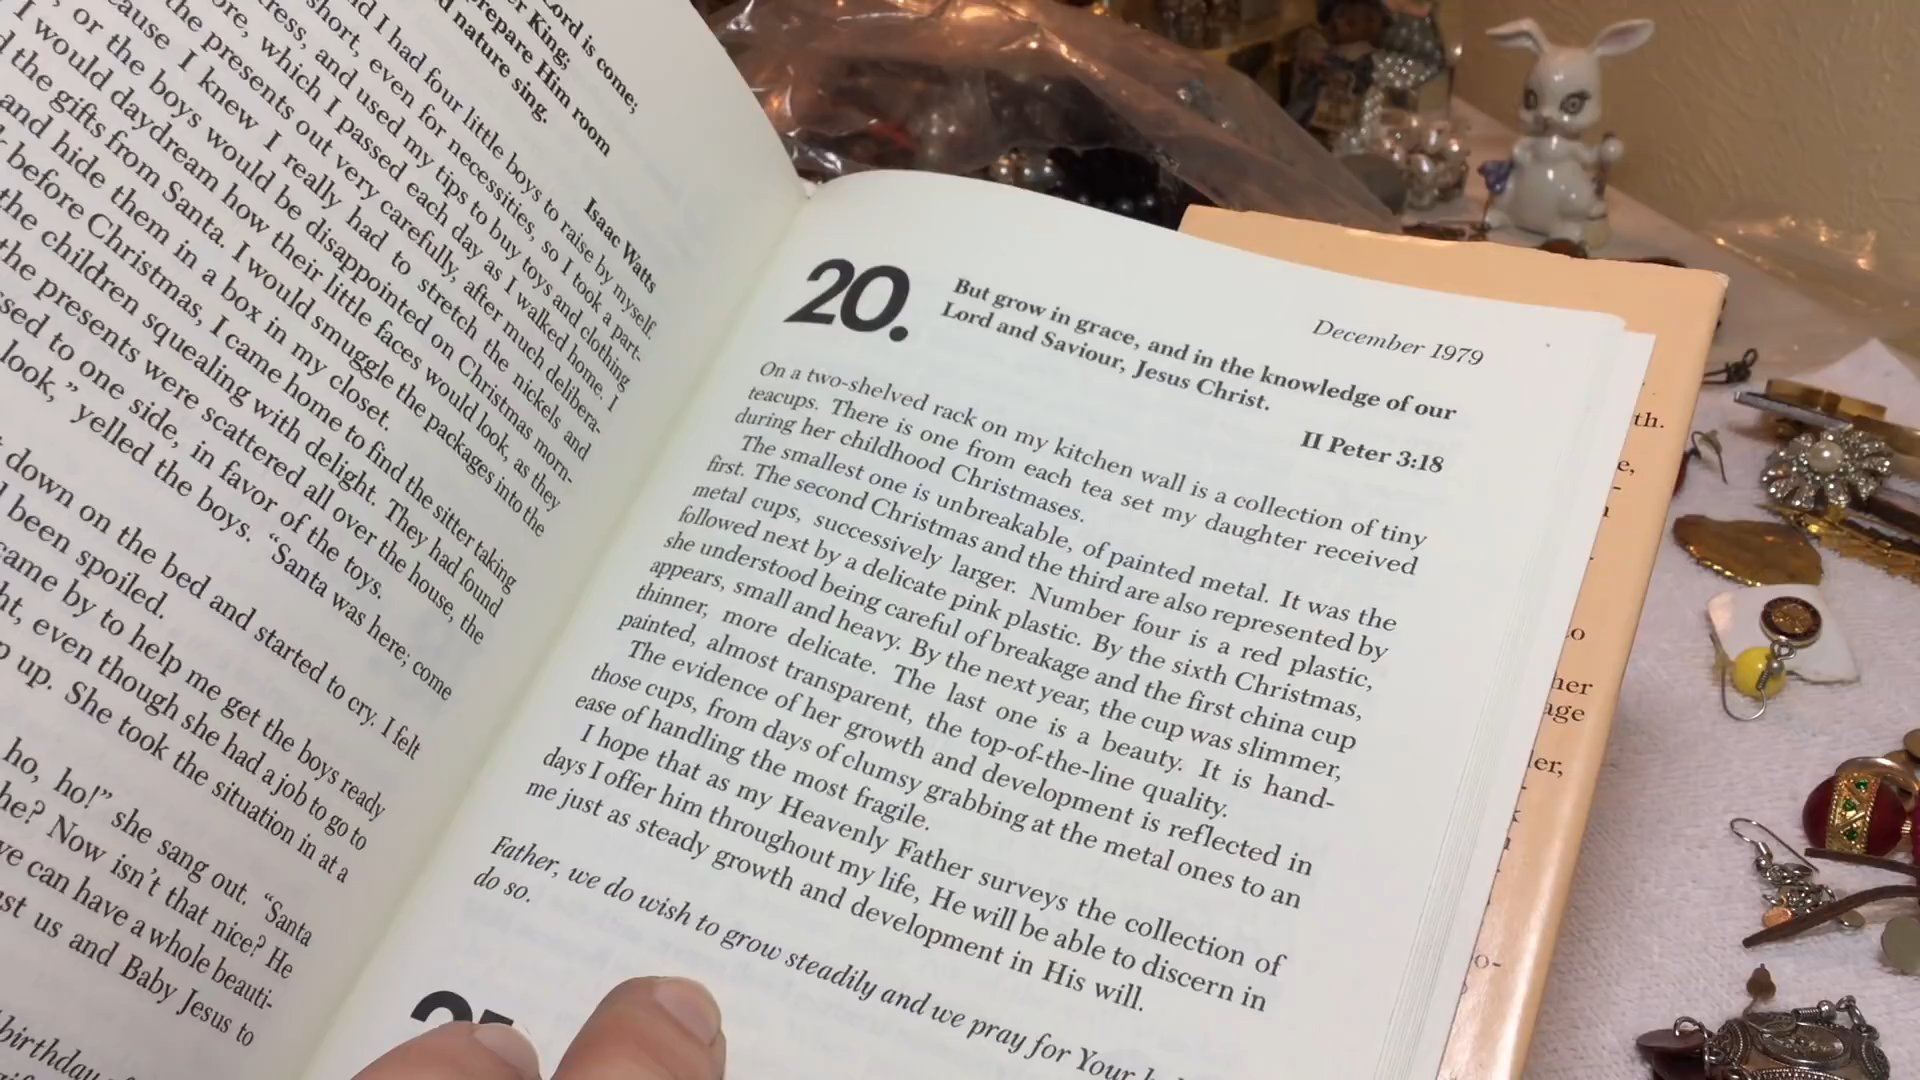 Lord is come;
er King;
prepare Him room
d nature sing.
Isaac Watts
d I had four little boys to raise by myself.
short, even for necessities, so I took a part-
tress, and used my tips to buy toys and clothing
ore, which I passed each day as I walked home. I
the presents out very carefully, after much delibera-
cause I knew I really had to stretch the nickels and
, or the boys would be disappointed on Christmas morn-
I would daydream how their little faces would look, as they
the gifts from Santa. I would smuggle the packages into the
and hide them in a box in my closet.
before Christmas, I came home to find the sitter taking
the children squealing with delight. They had found
the presents were scattered all over the house, the
ssed to one side, in favor of the toys.
look," yelled the boys. "Santa was here; come
down on the bed and started to cry. I felt
been spoiled.
came by to help me get the boys ready
ht, even though she had a job to go to
p up. She took the situation in at a
ho, ho!" she sang out. "Santa
he? Now isn't that nice? He
ve can have a whole beauti-
ust us and Baby Jesus to
birthday
20.
December 1979
But grow in grace, and in the knowledge of our
Lord and Saviour, Jesus Christ.
II Peter 3:18
On a two-shelved rack on my kitchen wall is a collection of tiny
teacups. There is one from each tea set my daughter received
during her childhood Christmases.
The smallest one is unbreakable, of painted metal. It was the
first. The second Christmas and the third are also represented by
metal cups, successively larger. Number four is a red plastic,
followed next by a delicate pink plastic. By the sixth Christmas,
she understood being careful of breakage and the first china cup
appears, small and heavy. By the next year, the cup was slimmer,
thinner, more delicate. The last one is a beauty. It is hand-
painted, almost transparent, the top-of-the-line quality.
The evidence of her growth and development is reflected in
those cups, from days of clumsy grabbing at the metal ones to an
ease of handling the most fragile.
I hope that as my Heavenly Father surveys the collection of
days I offer him throughout my life, He will be able to discern in
me just as steady growth and development in His will.
Father, we do wish to grow steadily and we pray for Your
do so.
th.
e,
o
her
age
er,
o-